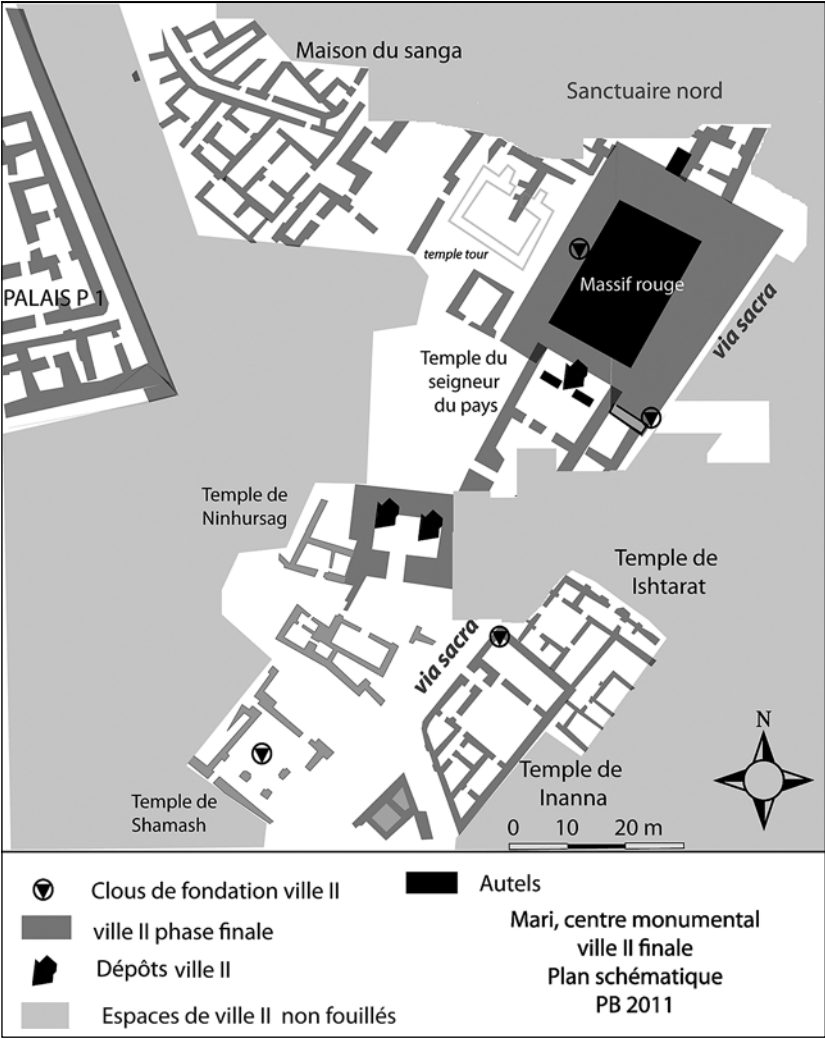 Maison du sanga
Sanctuaire nord
temple tour
Massif rouge
PALAIS P 1
via sacra
Temple du
seigneur
du pays
Temple de
Ninhursag
Temple de
Ishtarat
via sacra
N
Temple de
Inanna
Temple de
Shamash
0 10 20 m
Clous de fondation ville II
Autels
ville II phase finale
Dépôts ville II
Espaces de ville II non fouillés
Mari, centre monumental
ville II finale
Plan schématique
PB 2011